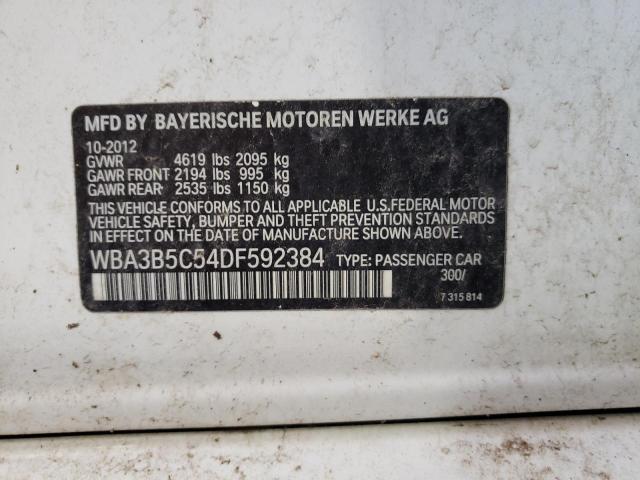 MFD BY BAYERISCHE MOTOREN WERKE AG
10-2012
GVWR 4619 lbs 2095 kg
GAWR FRONT 2194 lbs 995 kg
GAWR REAR 2535 lbs 1150 kg
THIS VEHICLE CONFORMS TO ALL APPLICABLE U.S.FEDERAL MOTOR
VEHICLE SAFETY, BUMPER AND THEFT PREVENTION STANDARDS
IN EFFECT ON THE DATE OF MANUFACTURE SHOWN ABOVE.
WBA3B5C54DF592384 TYPE: PASSENGER CAR
300/
7 315 814